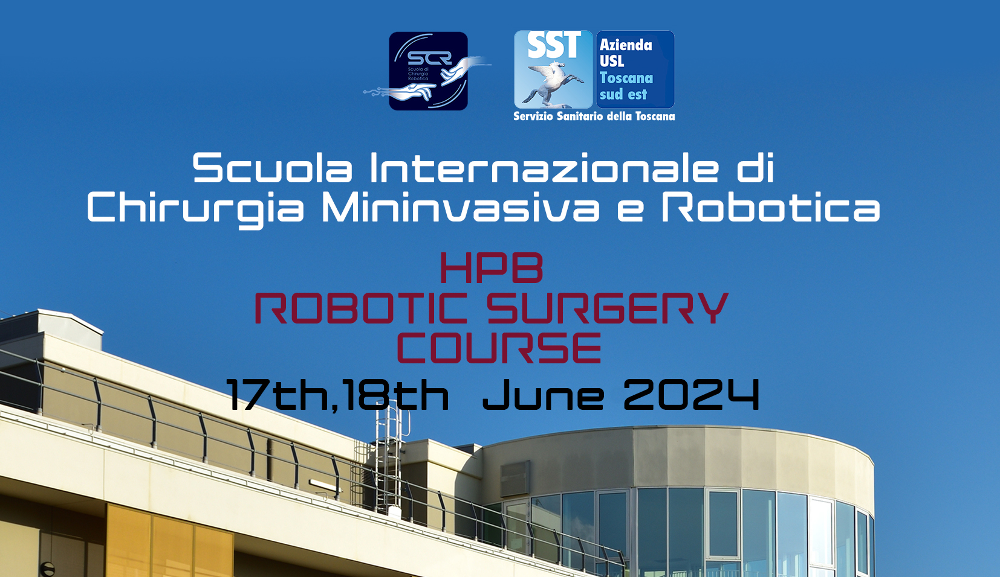 SCR
Scuola di
Chirurgia
Robotica
SST
Azienda
USL
Toscana
sud est
Servizio Sanitario della Toscana
Scuola Internazionale di
Chirurgia Mininvasiva e Robotica
HPB
ROBOTIC SURGERY
COURSE
17th,18th June 2024